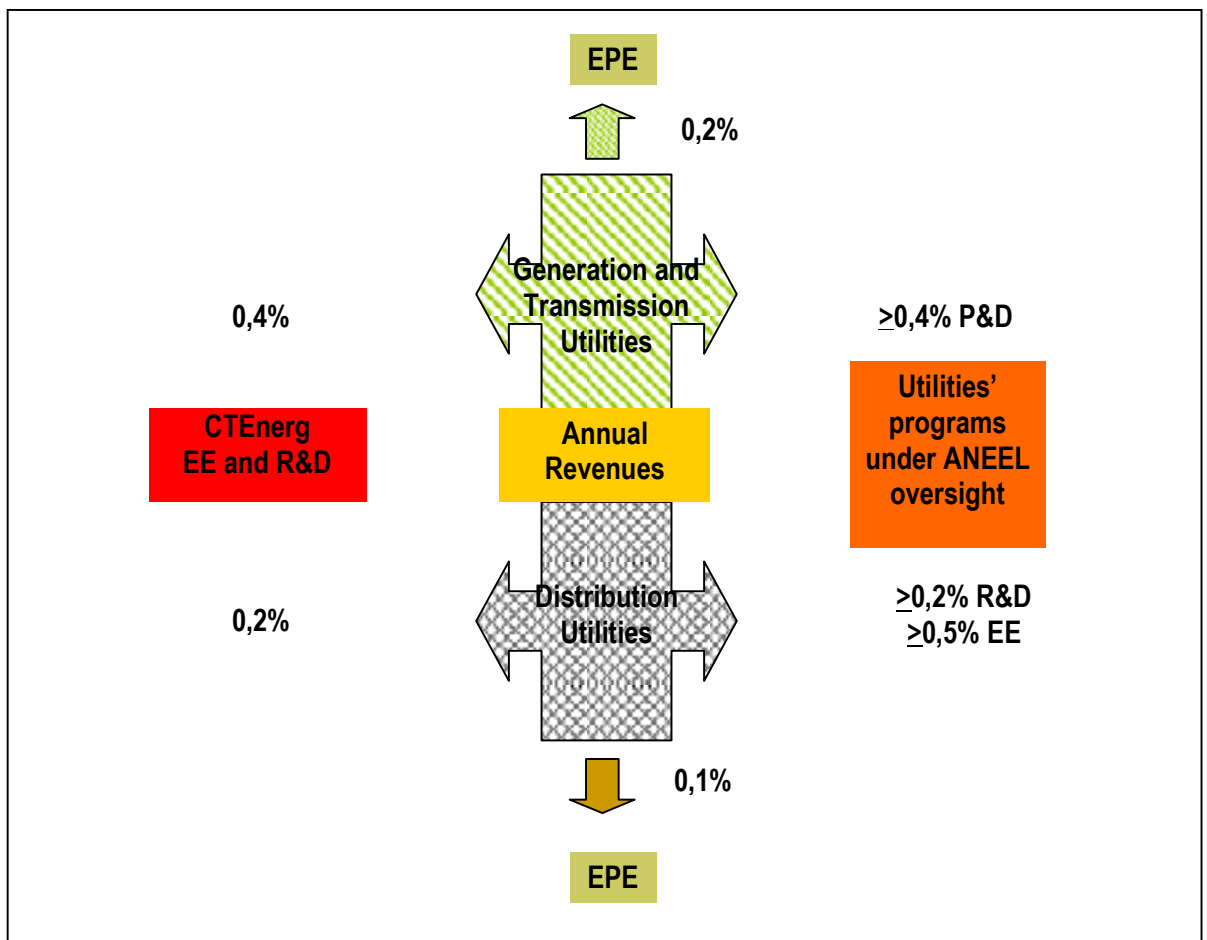 EPE
0,2%
Generation and
Transmission
Utilities
0,4%
≥0,4% P&D
CTEnerg
EE and R&D
Annual
Revenues
Utilities’
programs
under ANEEL
oversight
Distribution
Utilities
0,2%
≥0,2% R&D
≥0,5% EE
0,1%
EPE